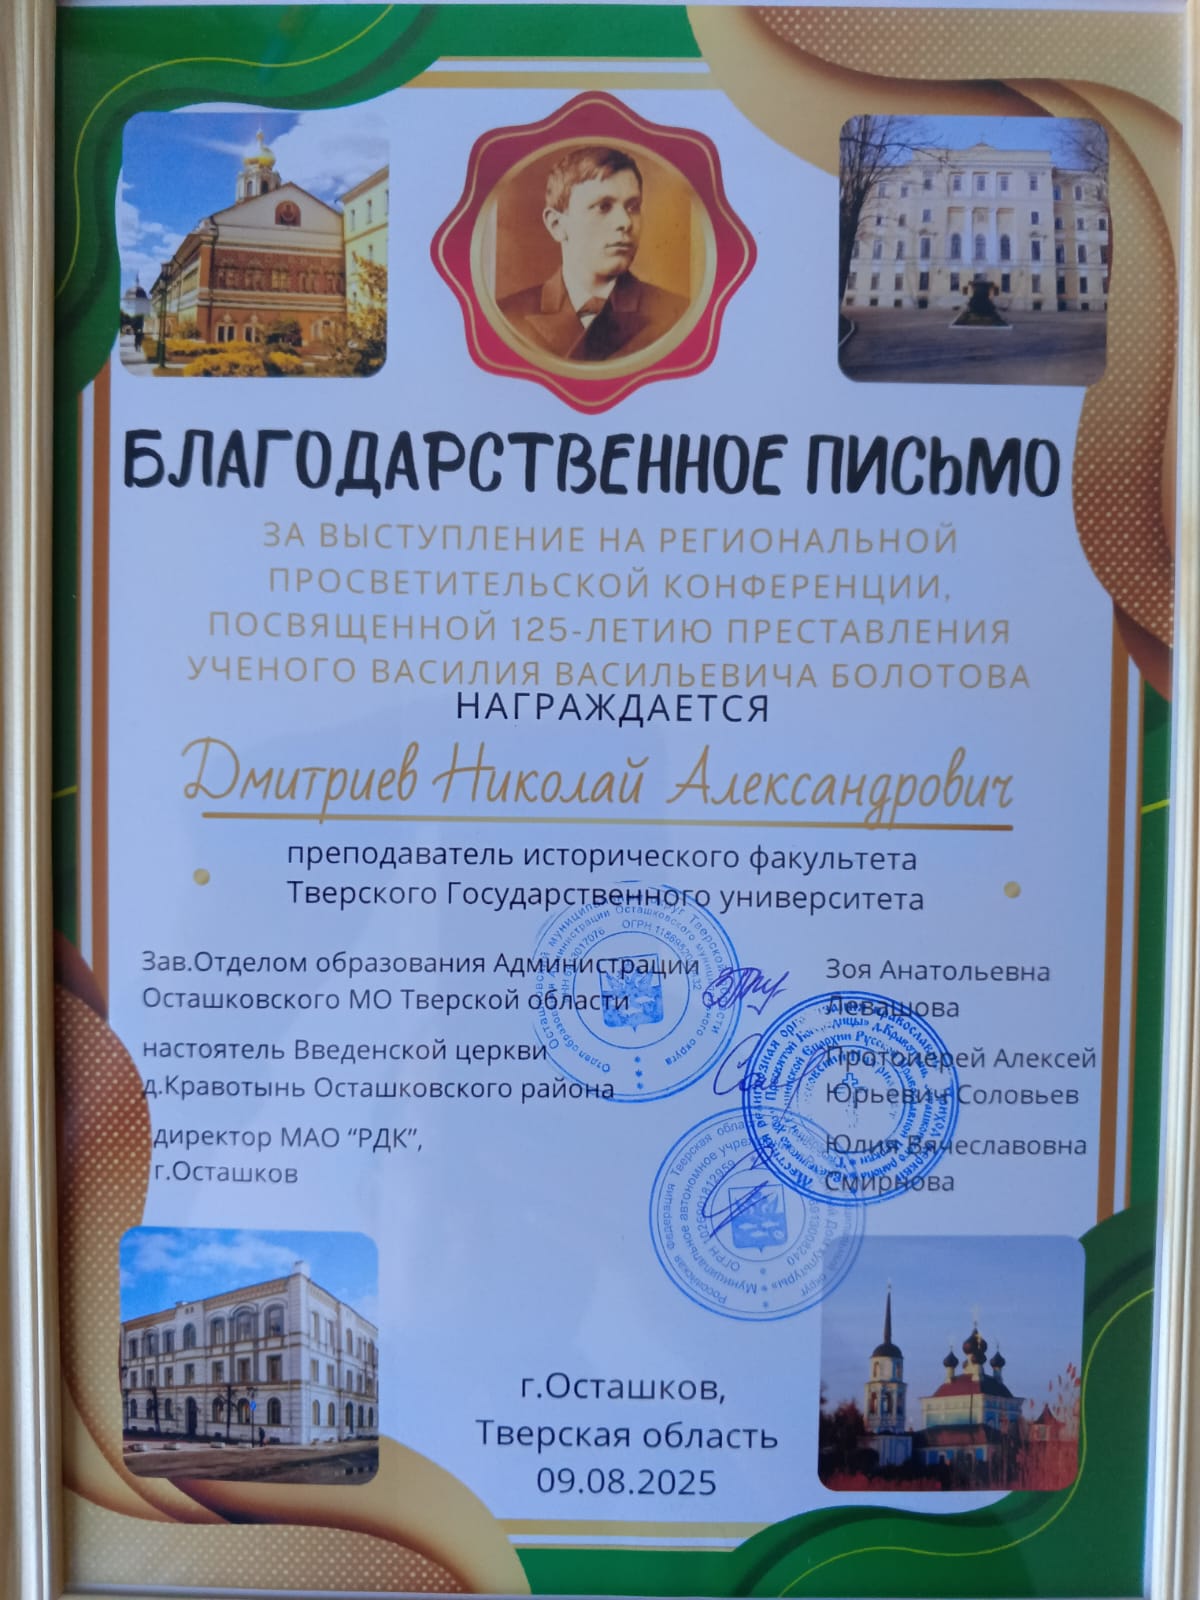 БЛАГОДАРСТВЕННОЕ ПИСЬМО
ЗА ВЫСТУПЛЕНИЕ НА РЕГИОНАЛЬНОЙ
ПРОСВЕТИТЕЛЬСКОЙ КОНФЕРЕНЦИИ,
ПОСВЯЩЕННОЙ 125-ЛЕТИЮ ПРЕСТАВЛЕНИЯ
УЧЕНОГО ВАСИЛИЯ ВАСИЛЬЕВИЧА БОЛОТОВА
НАГРАЖДАЕТСЯ
Дмитриев Николай Александрович
преподаватель исторического факультета
Тверского Государственного университета
Зав.Отделом образования Администрации
Осташковского МО Тверской области
Зоя Анатольевна
Левашова
настоятель Введенской церкви
д.Кравотынь Осташковского района
Протоиерей Алексей
Юрьевич Соловьев
директор МАО “РДК”,
г.Осташков
Юлия Вячеславовна
Смирнова
г.Осташков,
Тверская область
09.08.2025